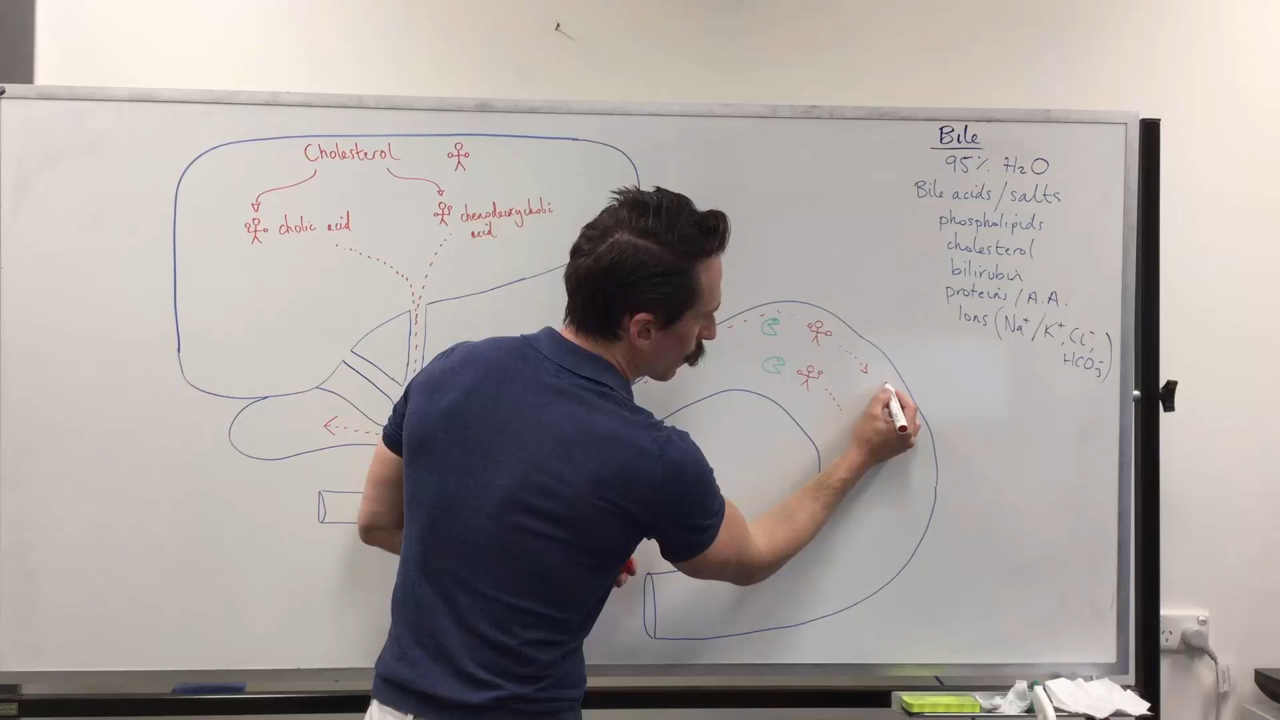 Cholesterol
cholic acid
chenodeoxycholic
acid
Bile
95% H₂O
Bile acids/salts
phospholipids
cholesterol
bilirubin
proteins/A.A.
Ions (Na⁺/K⁺, Cl⁻,
HCO₃⁻)